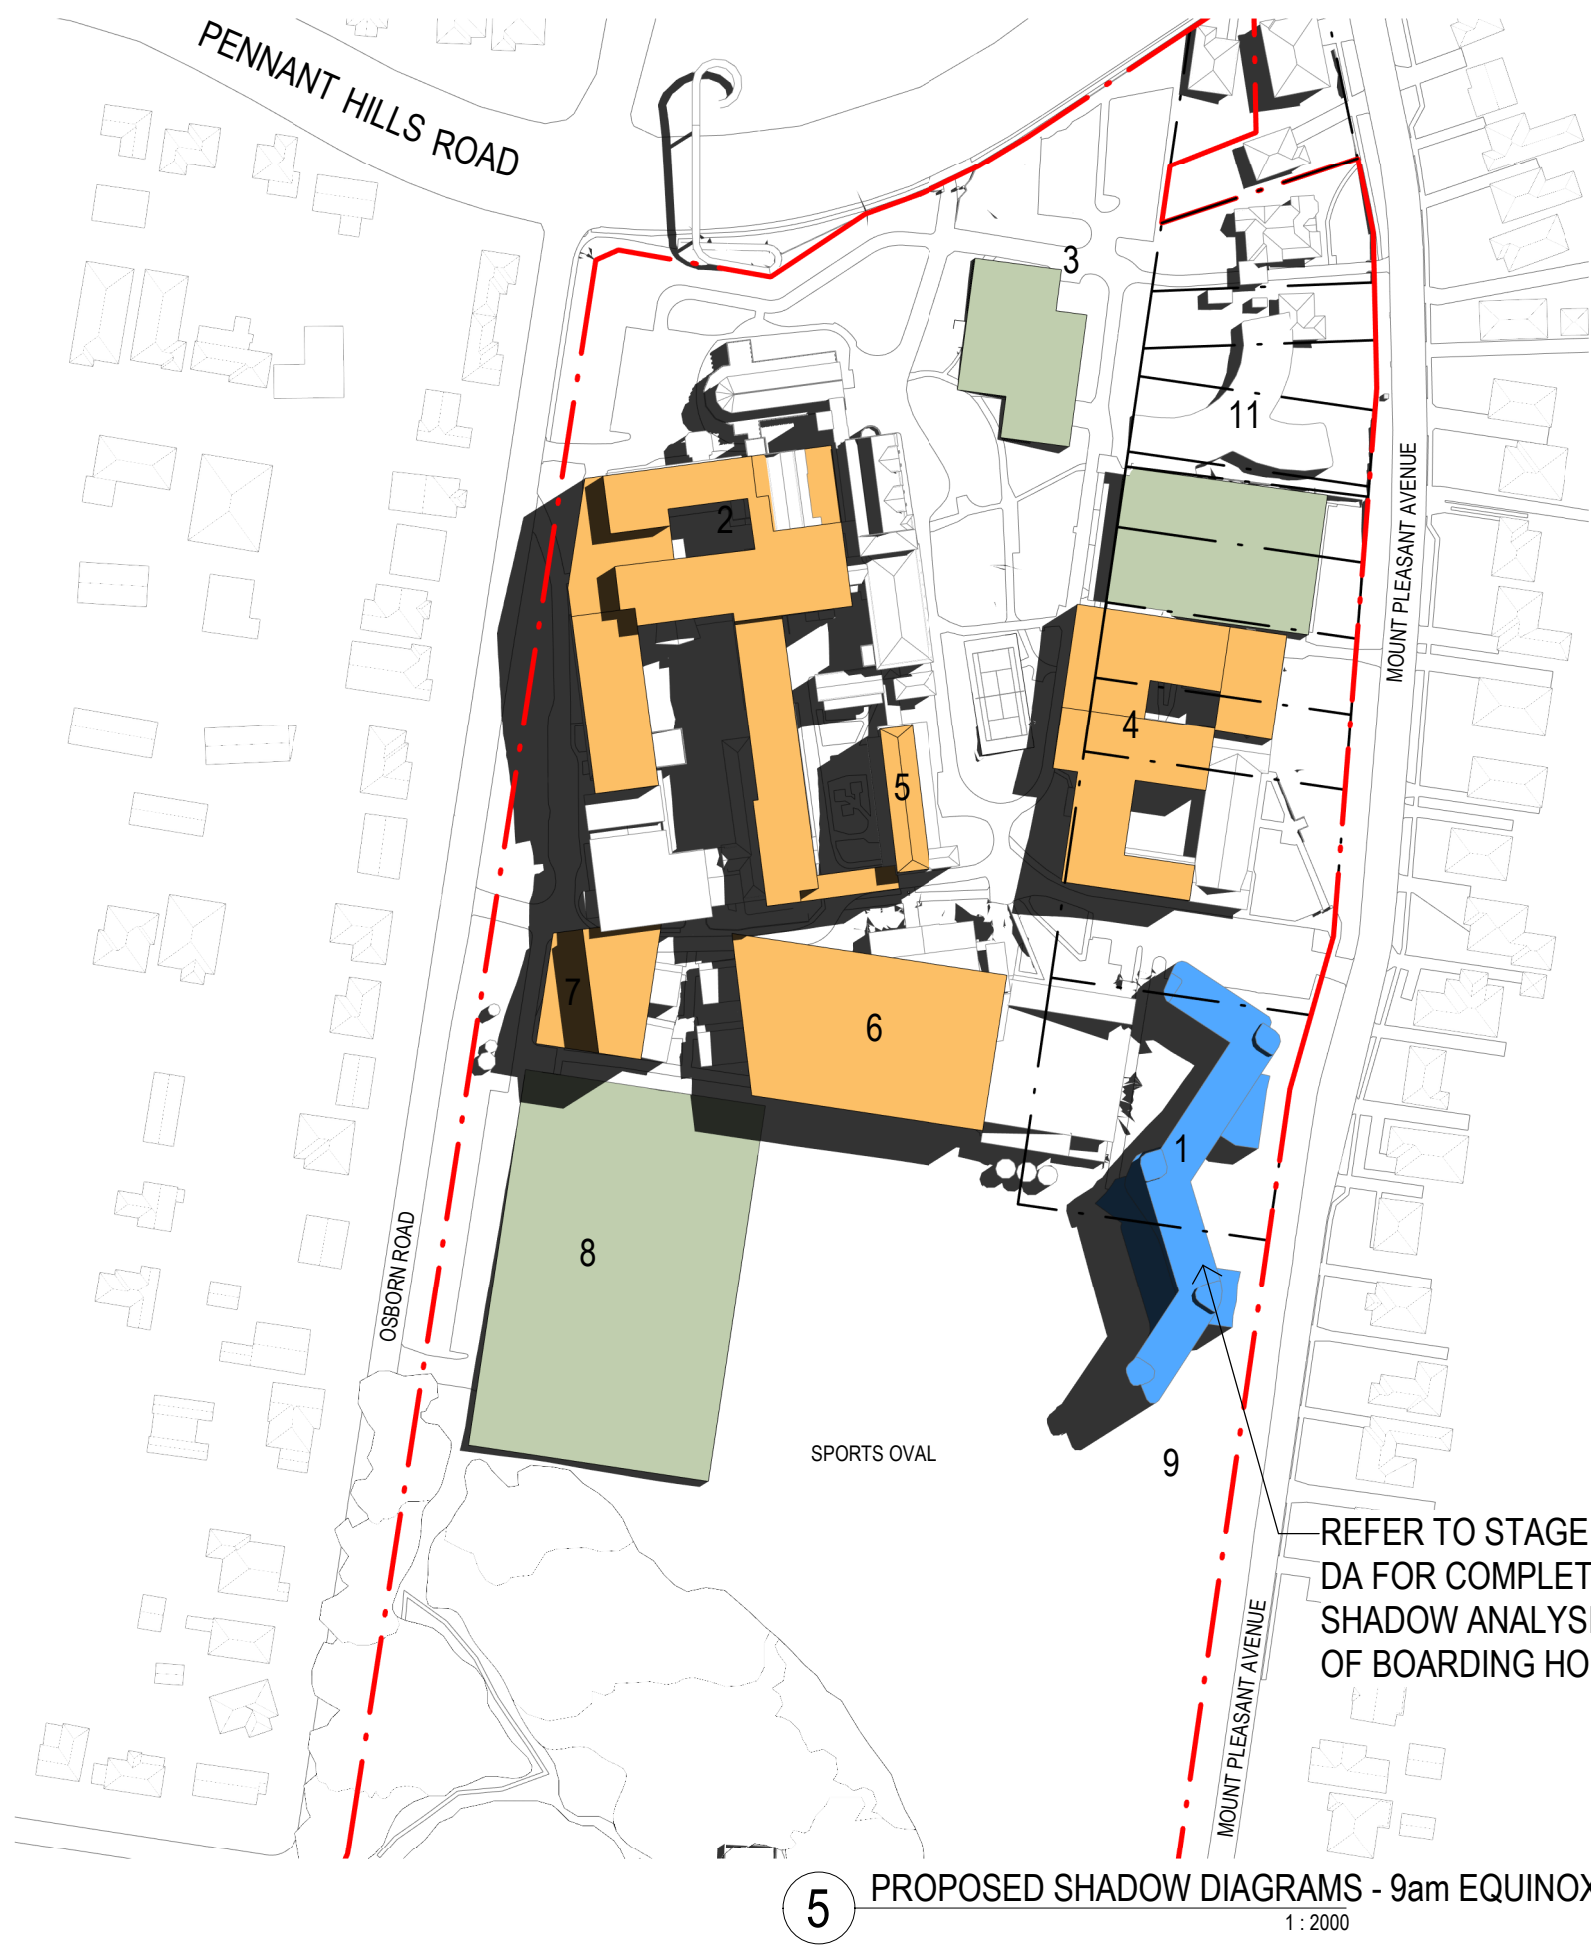 PENNANT HILLS ROAD
3
11
2
MOUNT PLEASANT AVENUE
4
5
7
6
1
8
OSBORN ROAD
SPORTS OVAL
9
REFER TO STAGE
DA FOR COMPLET
SHADOW ANALYSI
OF BOARDING HO
MOUNT PLEASANT AVENUE
5
PROPOSED SHADOW DIAGRAMS - 9am EQUINOX
1 : 2000